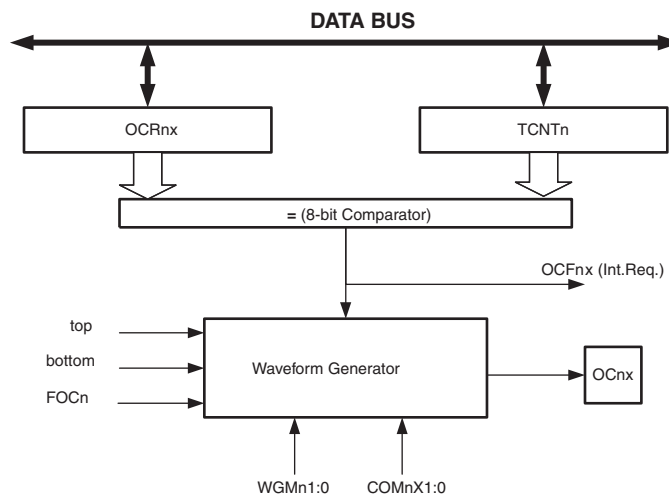 DATA BUS
OCRnx
TCNTn
= (8-bit Comparator)
OCFnx (Int.Req.)
top
bottom
FOCn
Waveform Generator
OCnx
WGMn1:0
COMnX1:0